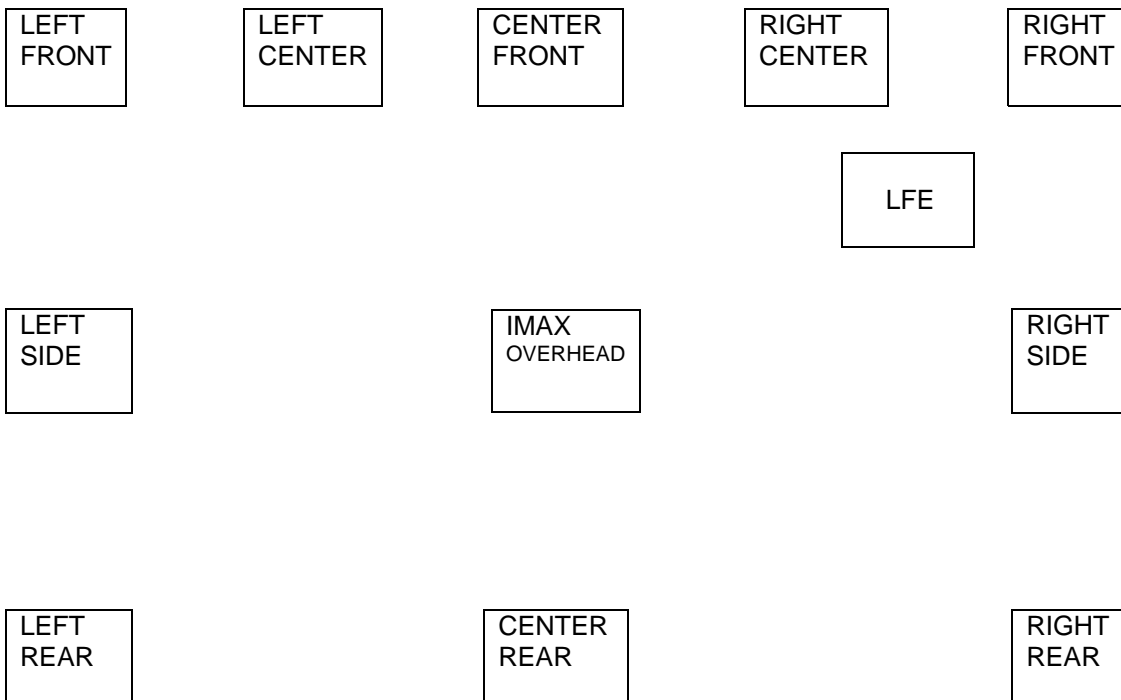 LEFT
FRONT
LEFT
CENTER
CENTER
FRONT
RIGHT
CENTER
RIGHT
FRONT
LFE
LEFT
SIDE
IMAX
OVERHEAD
RIGHT
SIDE
LEFT
REAR
CENTER
REAR
RIGHT
REAR